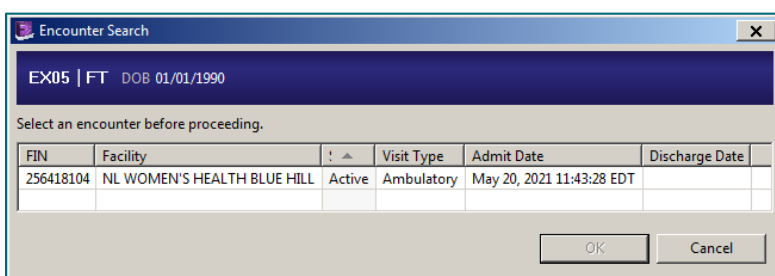 Encounter Search
EX05 | FT DOB 01/01/1990
Select an encounter before proceeding.
FIN Facility Visit Type Admit Date Discharge Date
256418104 NL WOMEN'S HEALTH BLUE HILL Active Ambulatory May 20, 2021 11:43:28 EDT
OK Cancel